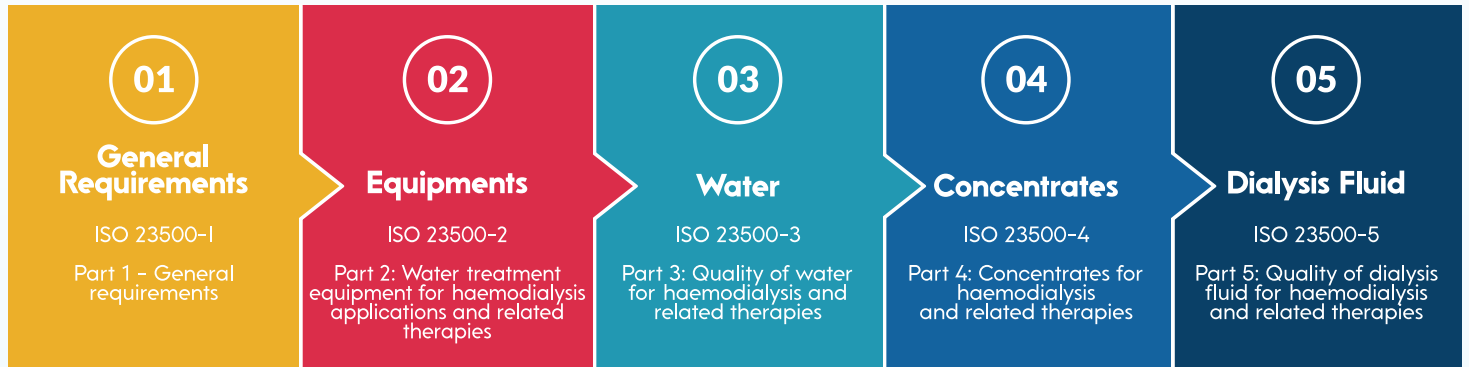 01
General
Requirements
ISO 23500-1
Part 1 - General
requirements
02
Equipments
ISO 23500-2
Part 2: Water treatment
equipment for haemodialysis
applications and related
therapies
03
Water
ISO 23500-3
Part 3: Quality of water
for haemodialysis and
related therapies
04
Concentrates
ISO 23500-4
Part 4: Concentrates for
haemodialysis
and related therapies
05
Dialysis Fluid
ISO 23500-5
Part 5: Quality of dialysis
fluid for haemodialysis
and related therapies